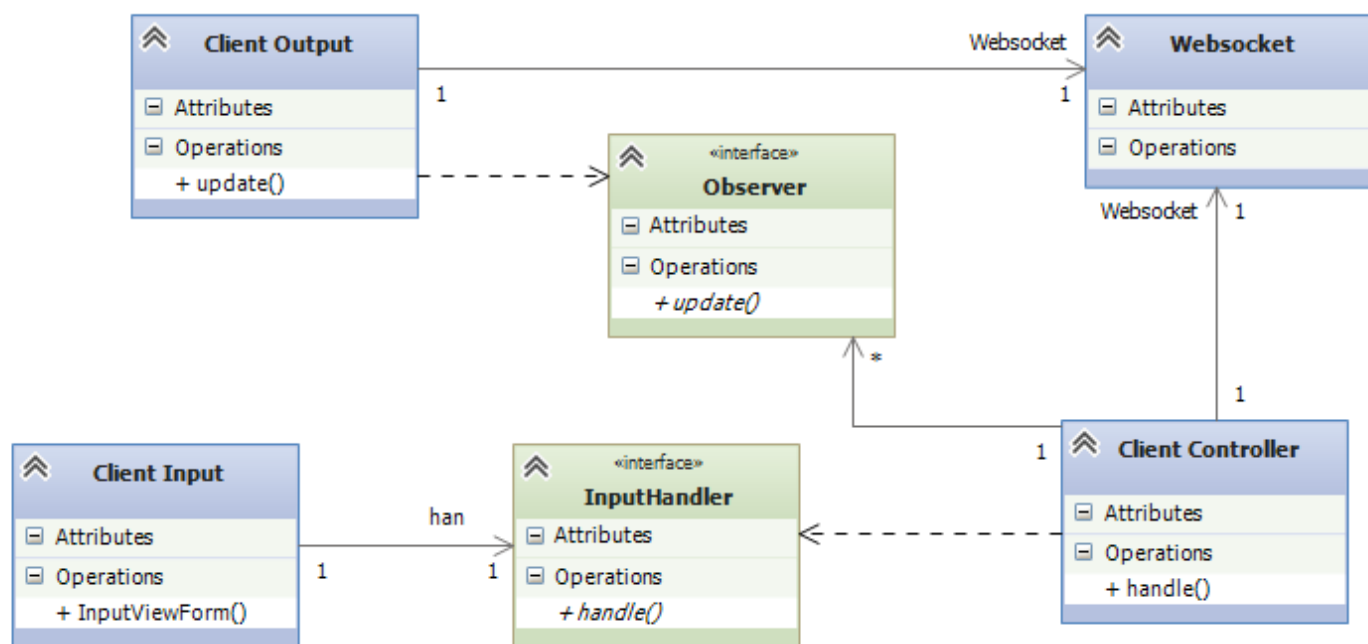 Client Output
Attributes
Operations
+ update()
1
Websocket
1
Websocket
Attributes
Operations
«interface»
Observer
Attributes
Operations
+ update()
*
1
Websocket
1
1
Client Input
Attributes
Operations
+ InputViewForm()
1
han
1
«interface»
InputHandler
Attributes
Operations
+ handle()
Client Controller
Attributes
Operations
+ handle()